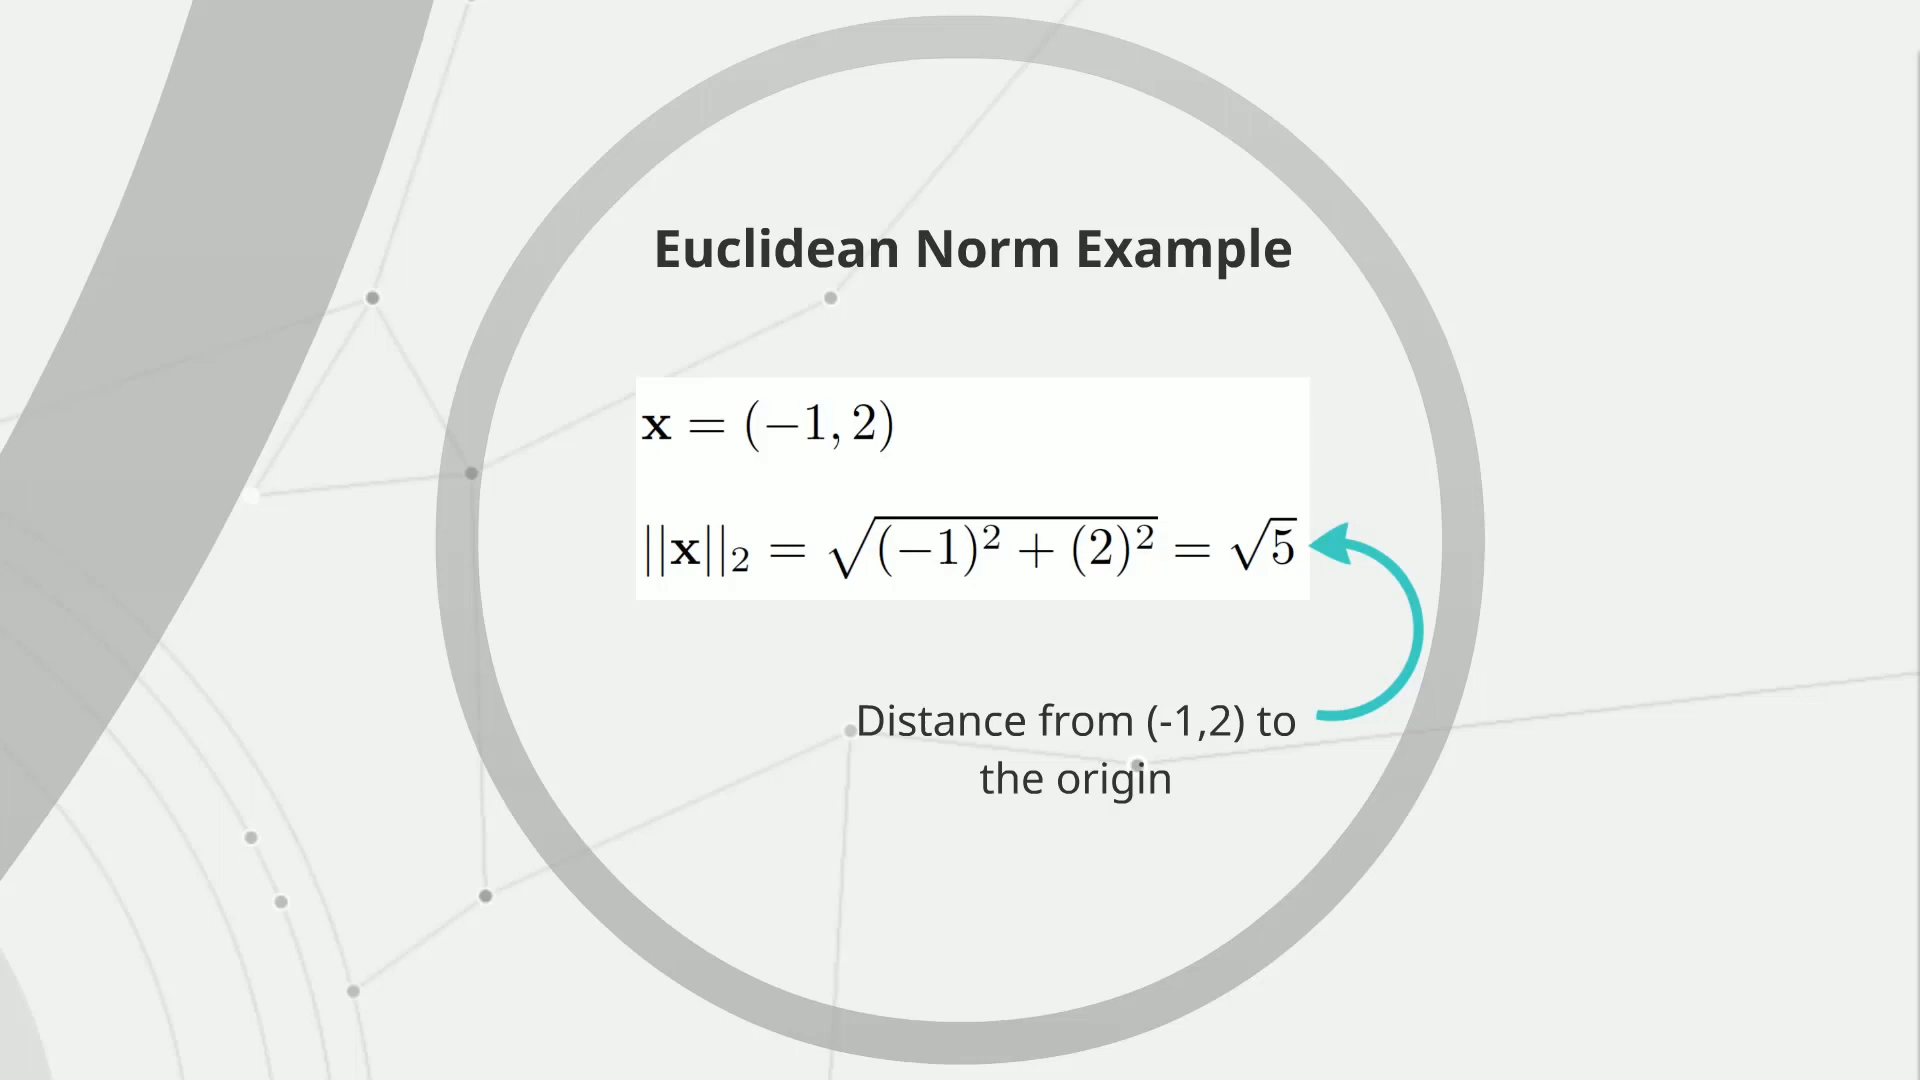 Euclidean Norm Example
x = (−1, 2)
||x||₂ = √(−1)² + (2)² = √5
Distance from (-1,2) to
the origin